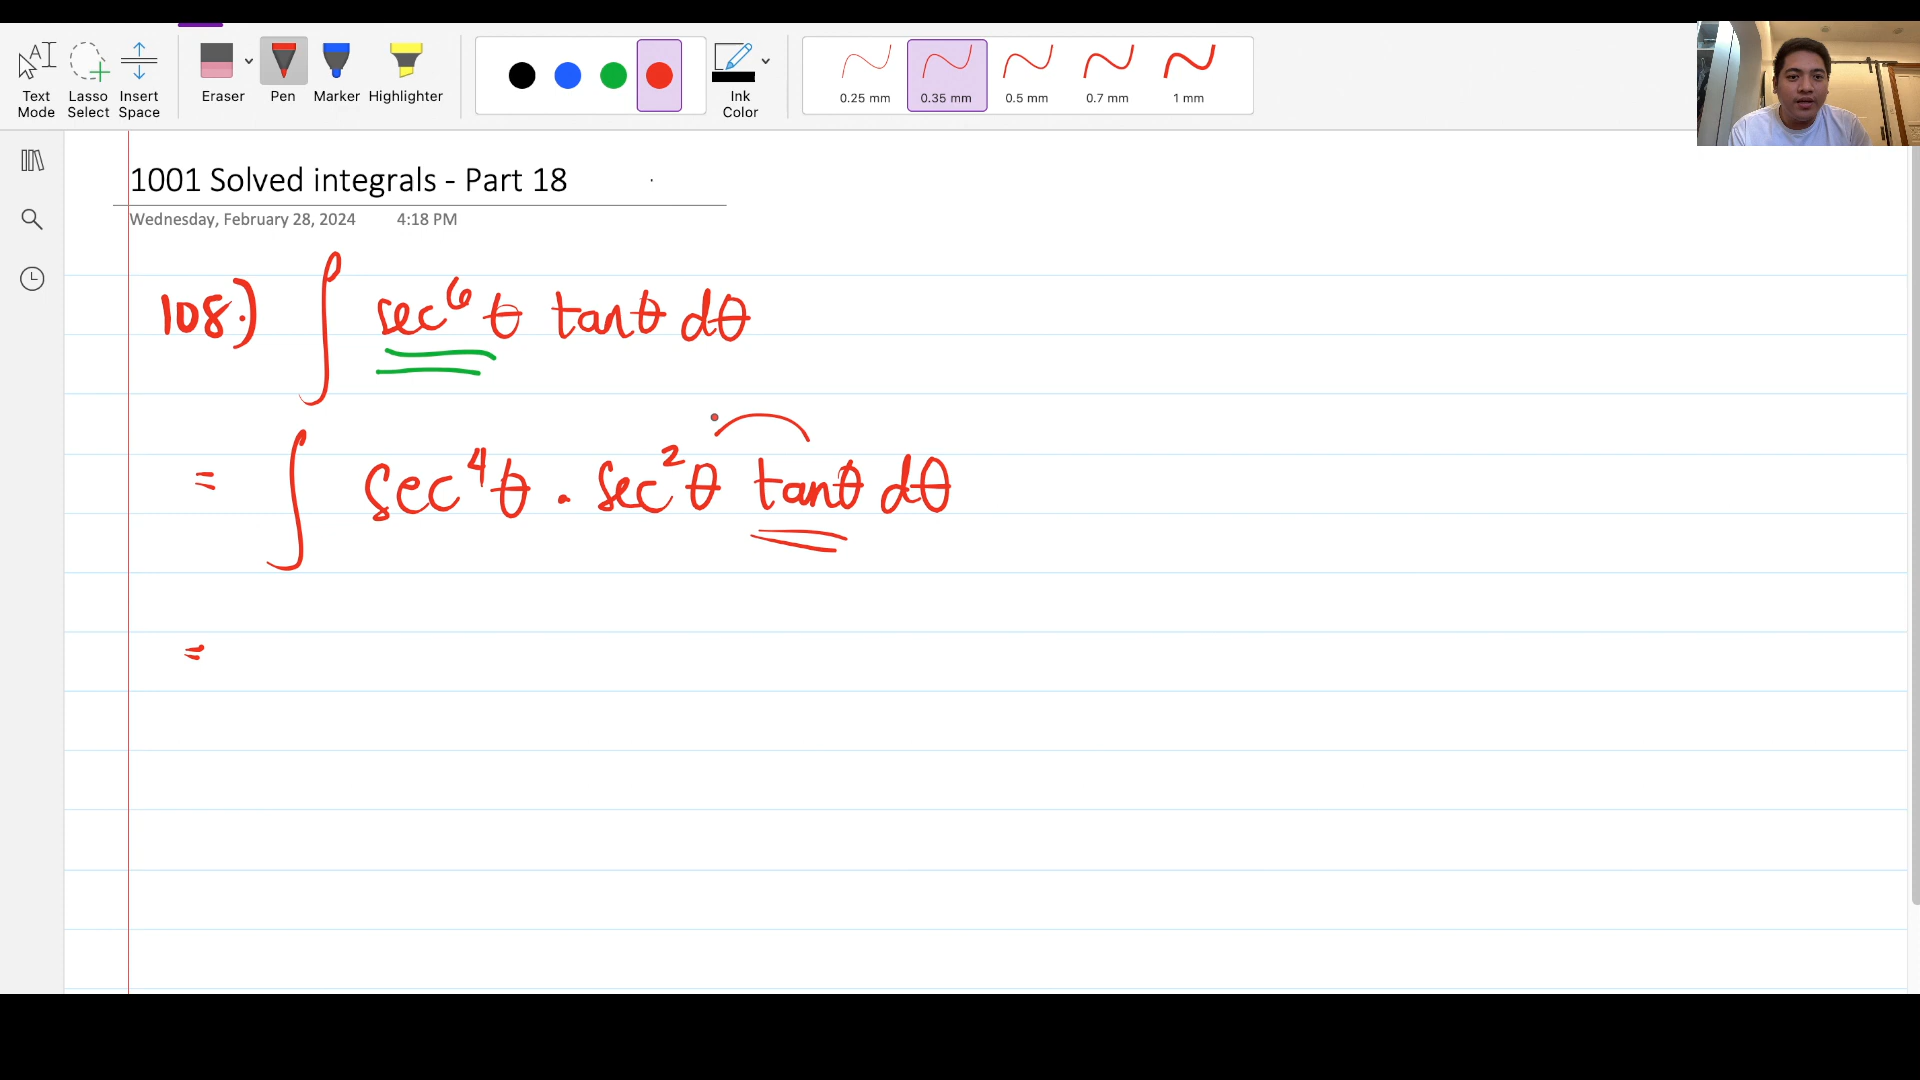 Text Mode
Lasso Select
Insert Space
Eraser
Pen
Marker
Highlighter
Ink Color
0.25 mm
0.35 mm
0.5 mm
0.7 mm
1 mm
1001 Solved integrals - Part 18
Wednesday, February 28, 2024 4:18 PM
108.) ∫ sec⁶θ tanθ dθ
= ∫ sec⁴θ · sec²θ tanθ dθ
=